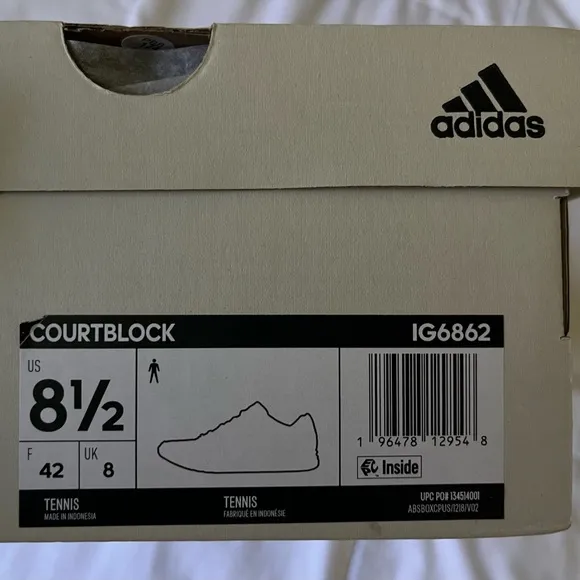 adidas
COURTBLOCK IG6862
US
8½
F 42
UK 8
1 96478 12954 8
Inside
TENNIS
MADE IN INDONESIA
TENNIS
FABRIQUÉ EN INDONÉSIE
UPC PO# 134514001
ABSBOXCPUS/1218/V02